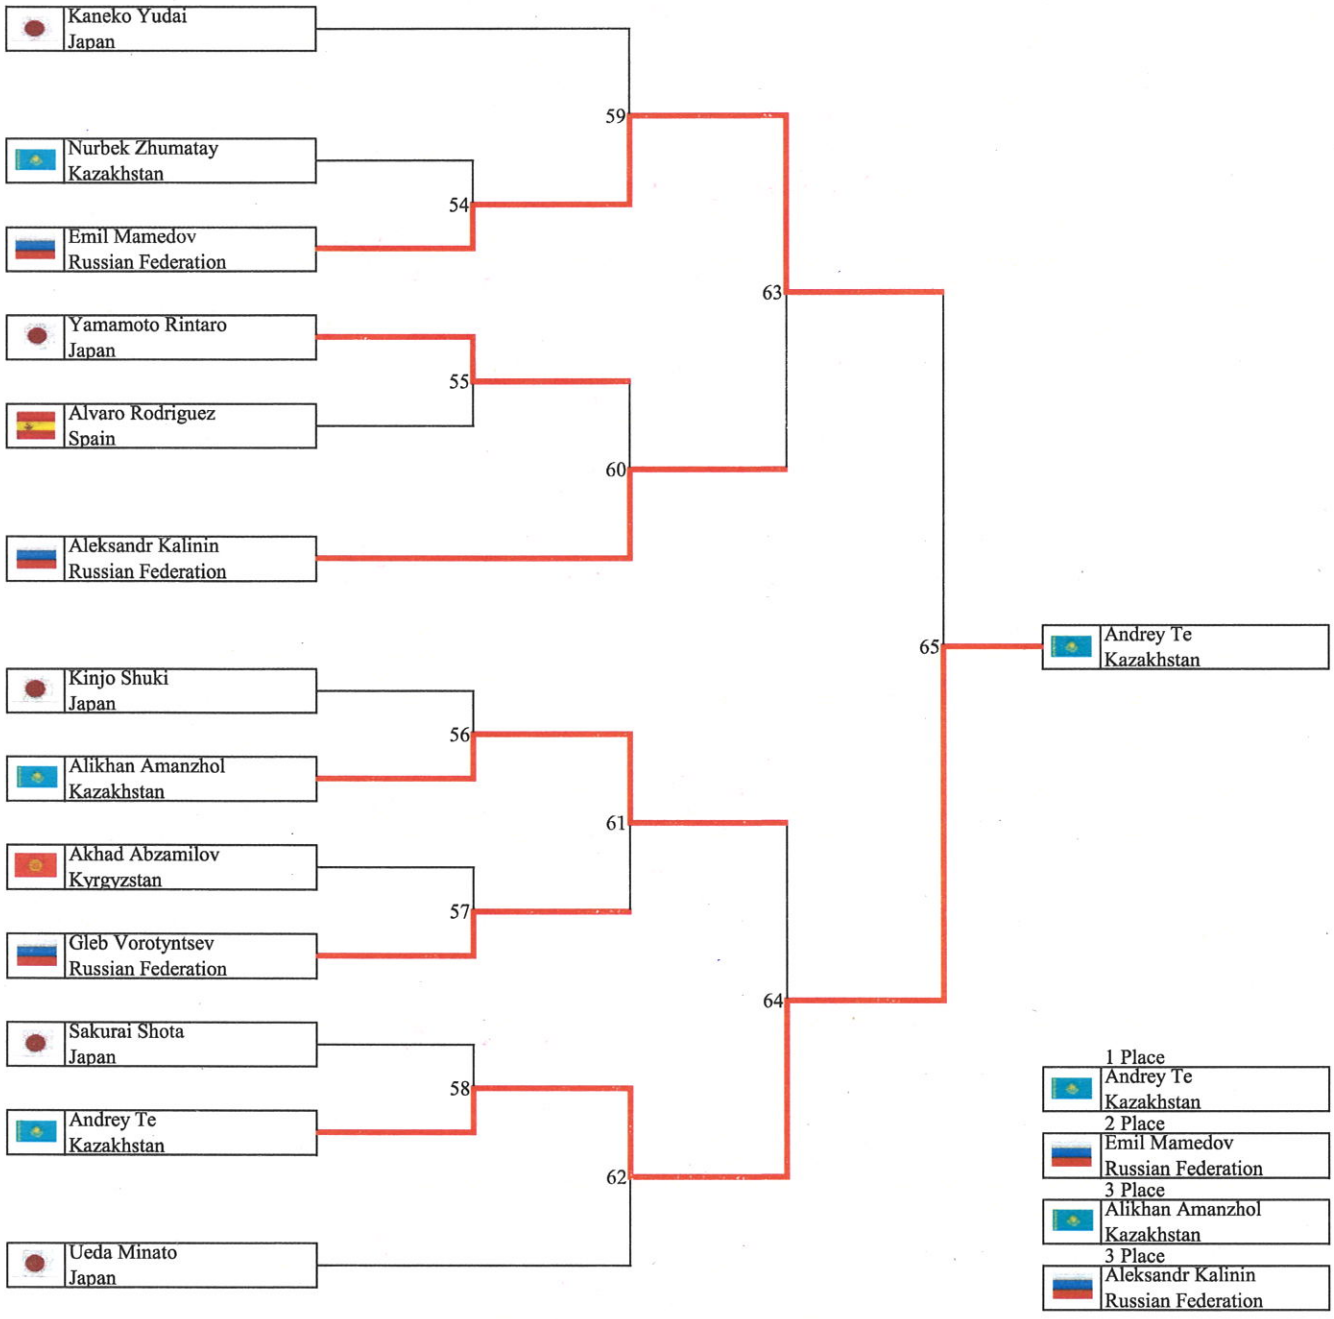 Kaneko Yudai
Japan
59
Nurbek Zhumatay
Kazakhstan
54
Emil Mamedov
Russian Federation
63
Yamamoto Rintaro
Japan
55
Alvaro Rodriguez
Spain
60
Aleksandr Kalinin
Russian Federation
65
Andrey Te
Kazakhstan
Kinjo Shuki
Japan
56
Alikhan Amanzhol
Kazakhstan
61
Akhad Abzamilov
Kyrgyzstan
57
Gleb Vorotyntsev
Russian Federation
64
Sakurai Shota
Japan
58
Andrey Te
Kazakhstan
62
Ueda Minato
Japan
1 Place
Andrey Te
Kazakhstan
2 Place
Emil Mamedov
Russian Federation
3 Place
Alikhan Amanzhol
Kazakhstan
3 Place
Aleksandr Kalinin
Russian Federation